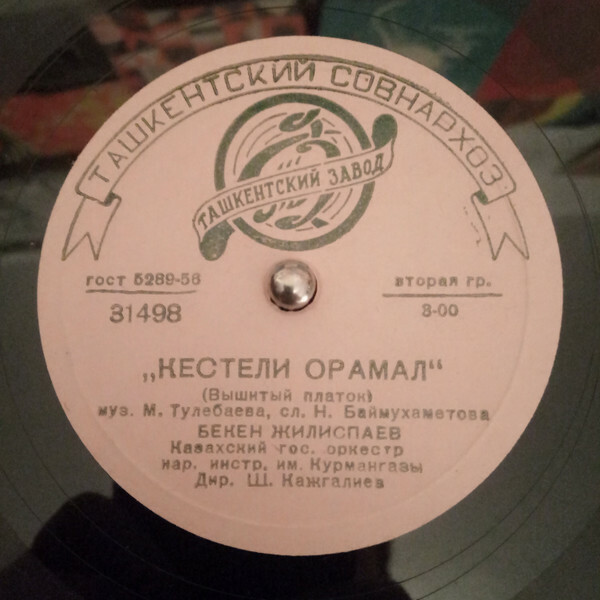 ТАШКЕНТСКИЙ СОВНАРХОЗ
ТАШКЕНТСКИЙ ЗАВОД
гост 5289-56
вторая гр.
31498
3-00
„КЕСТЕЛИ ОРАМАЛ“
(Вышитый платок)
муз. М. Тулебаева, сл. Н. Баймухаметова
БЕКЕН ЖИЛИСПАЕВ
Казахский гос. оркестр
нар. инстр. им. Курмангазы
Дир. Ш. Кажгалиев